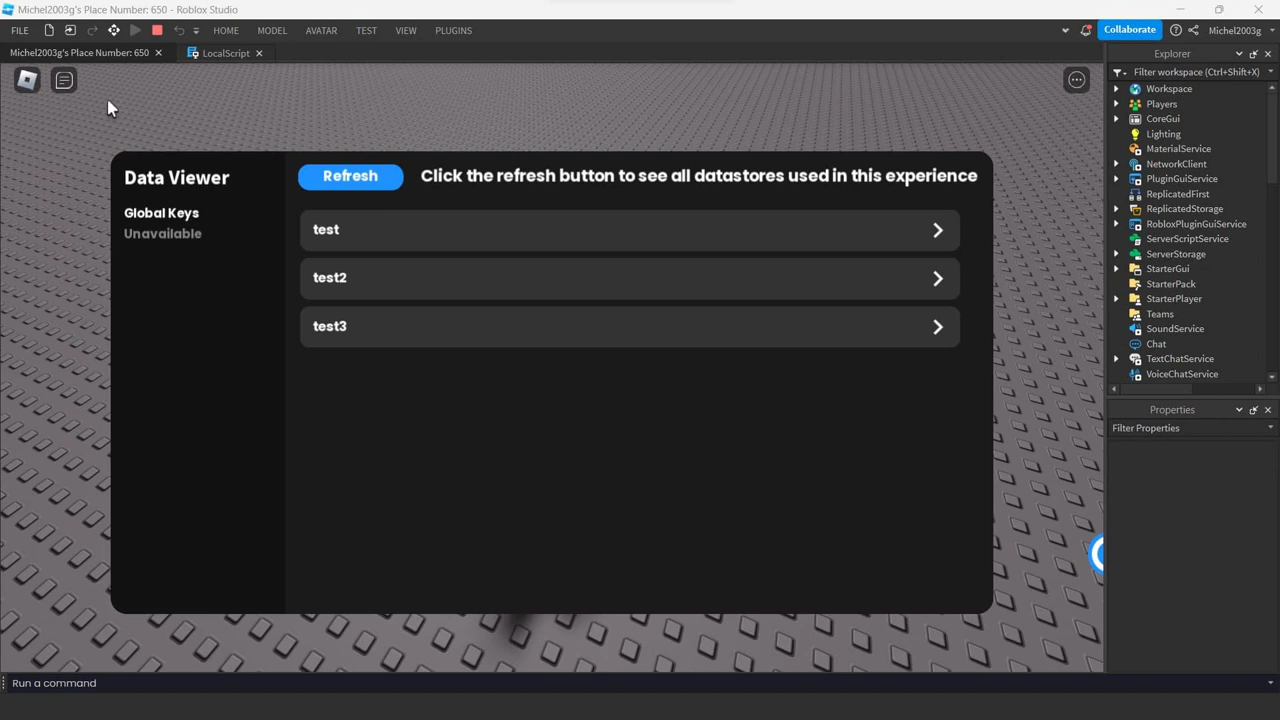 Michel2003g's Place Number: 650 - Roblox Studio
FILE HOME MODEL AVATAR TEST VIEW PLUGINS Collaborate Michel2003g
Michel2003g's Place Number: 650 LocalScript
Data Viewer
Global Keys
Unavailable
Refresh Click the refresh button to see all datastores used in this experience
test
test2
test3
Explorer
Filter workspace (Ctrl+Shift+X)
Workspace
Players
CoreGui
Lighting
MaterialService
NetworkClient
PluginGuiService
ReplicatedFirst
ReplicatedStorage
RobloxPluginGuiService
ServerScriptService
ServerStorage
StarterGui
StarterPack
StarterPlayer
Teams
SoundService
Chat
TextChatService
VoiceChatService
Properties
Filter Properties
Run a command